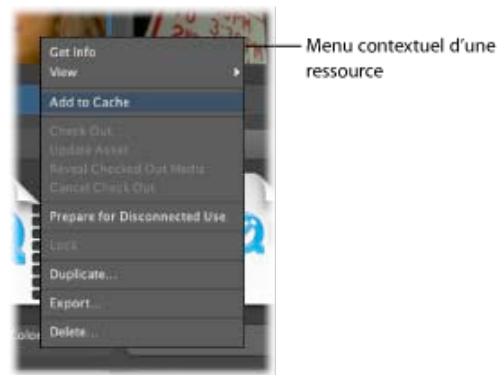 Get Info
View
Add to Cache
Check Out
Update Asset
Reveal Checked Out Media
Cancel Check Out
Prepare for Disconnected Use
Lock
Duplicate...
Export...
Delete...
Menu contextuel d'une
ressource